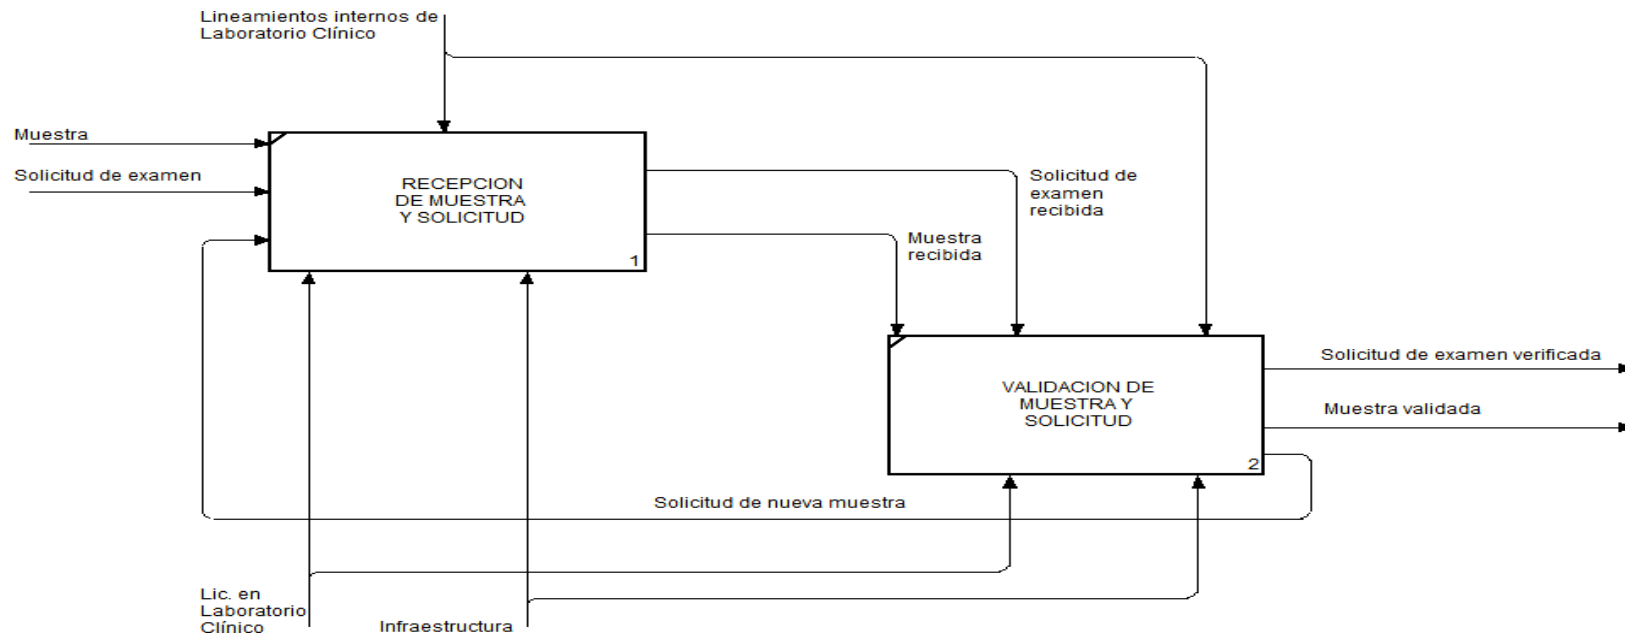 Lineamientos internos de
Laboratorio Clínico
Muestra
Solicitud de examen
RECEPCION
DE MUESTRA
Y SOLICITUD
1
Solicitud de
examen
recibida
Muestra
recibida
VALIDACION DE
MUESTRA Y
SOLICITUD
2
Solicitud de examen verificada
Muestra validada
Solicitud de nueva muestra
Lic. en
Laboratorio
Clínico
Infraestructura